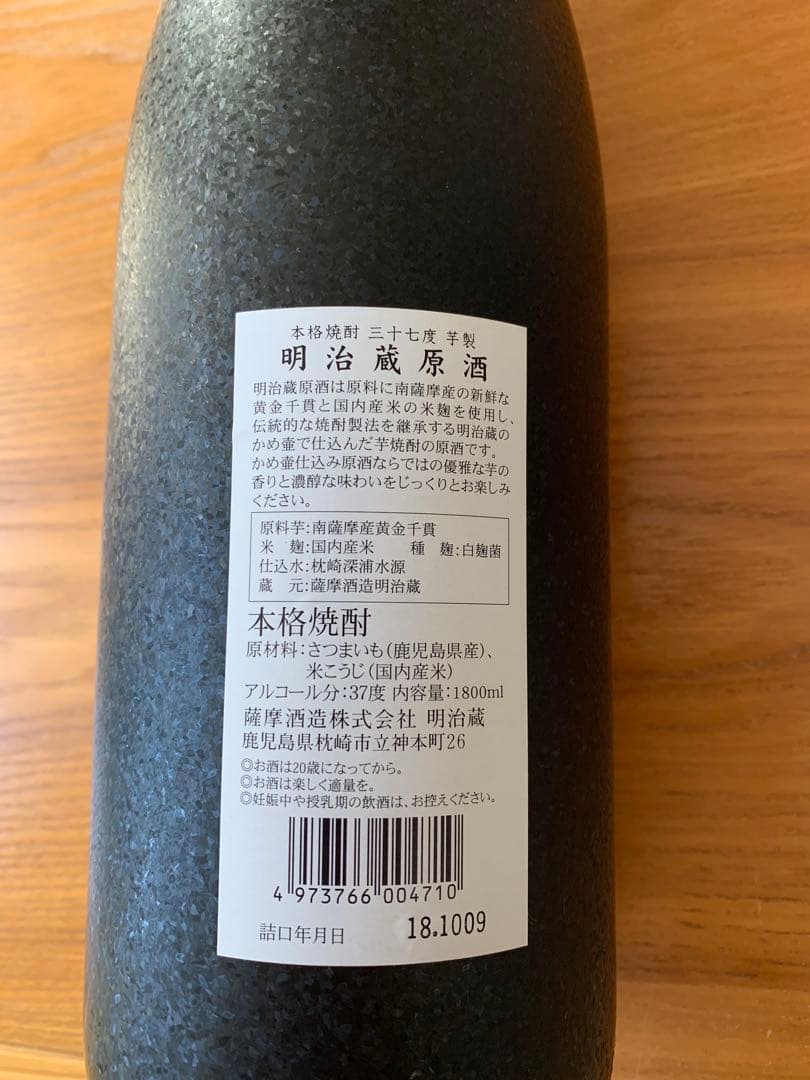 本格焼酎 三十七度 芋製
明治蔵原酒
明治蔵原酒は原料に南薩摩産の新鮮な
黄金千貫と国内産米の米麹を使用し、
伝統的な焼酎製法を継承する明治蔵の
かめ壺で仕込んだ芋焼酎の原酒です。
かめ壺仕込み原酒ならではの優雅な芋の
香りと濃醇な味わいをじっくりとお楽しみ
ください。
原料芋:南薩摩産黄金千貫
米 麹:国内産米 種 麹:白麹菌
仕込水:枕崎深浦水源
蔵 元:薩摩酒造明治蔵
本格焼酎
原材料:さつまいも(鹿児島県産)、
米こうじ(国内産米)
アルコール分:37度 内容量:1800ml
薩摩酒造株式会社 明治蔵
鹿児島県枕崎市立神本町26
◎お酒は20歳になってから。
◎お酒は楽しく適量を。
◎妊娠中や授乳期の飲酒は、お控えください。
4 973766 004710
詰口年月日 18.1009